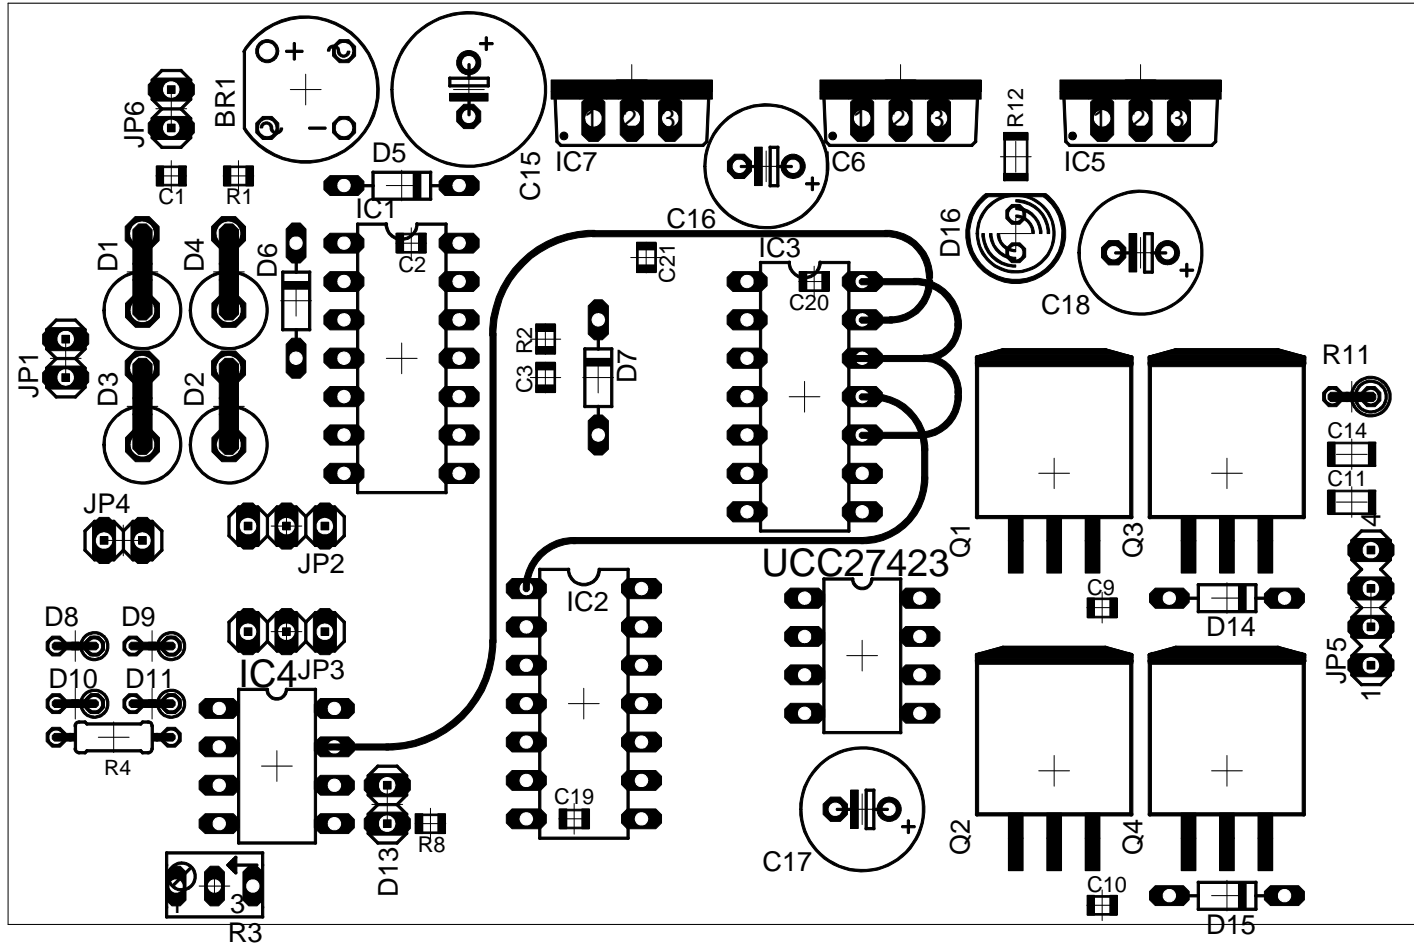 BR1
JP6
C15
IC7
1 2 3
C6
1 2 3
R12
IC5
1 2 3
D5
C1
R1
IC1
C16
D16
D1
D4
D6
C2
C21
IC3
C20
C18
JP1
R2
D7
C3
D3
D2
R11
C14
C11
JP4
JP2
Q1
Q3
4
UCC27423
C9
D14
IC2
D8
D9
JP3
IC4
D10
D11
JP5
1
R4
C19
R8
D13
C17
Q2
Q4
C10
D15
1
3
R3